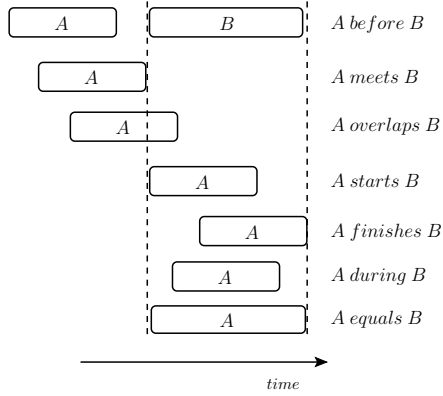 A B A before B
A A meets B
A A overlaps B
A A starts B
A A finishes B
A A during B
A A equals B
time